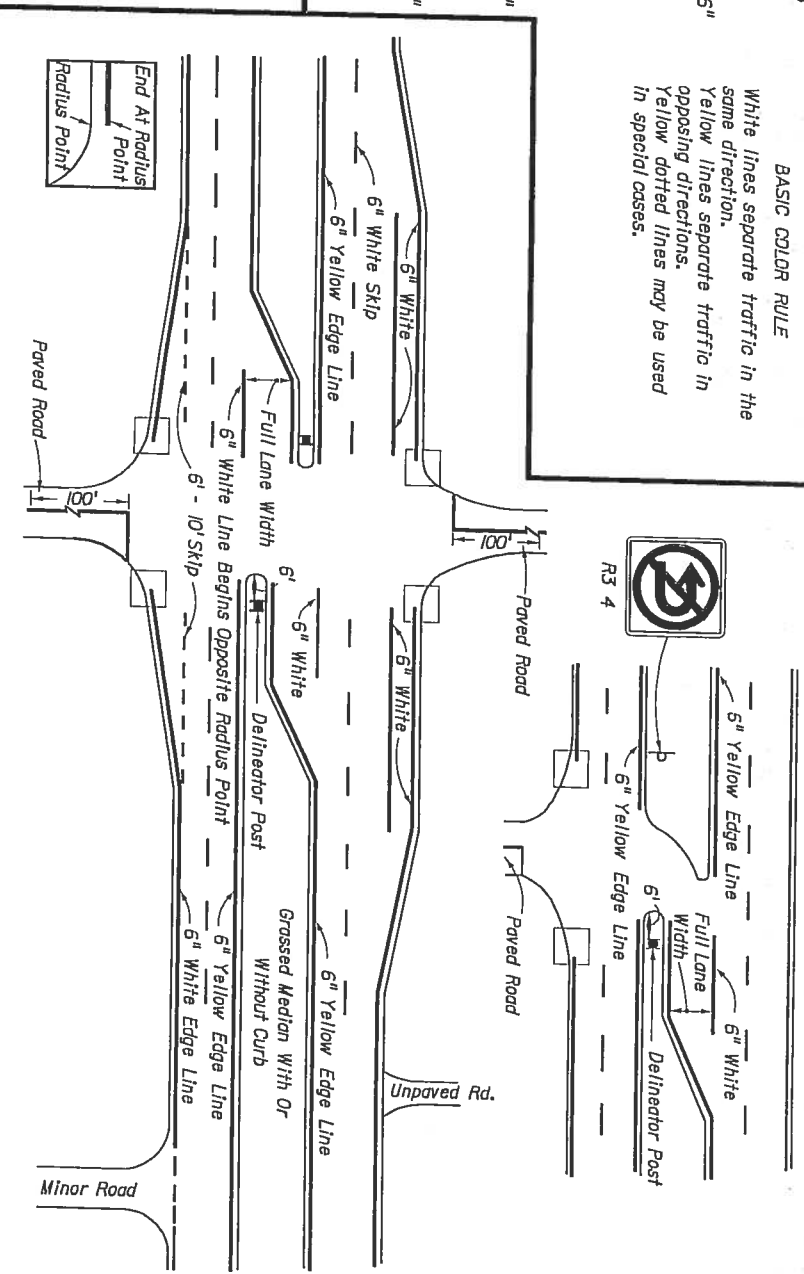 BASIC COLOR RULE
White lines separate traffic in the
same direction.
Yellow lines separate traffic in
opposing directions.
Yellow dotted lines may be used
in special cases.
6"
"
"
R3 4
6" Yellow Edge Line
6" Yellow Edge Line
6'
Full Lane
Width
6" White
Delineator Post
Paved Road
Paved Road
100'
6" White
6" White Skip
6" Yellow Edge Line
6" White
6" White
Full Lane Width
6" White Line Begins Opposite Radius Point
6' - 10' Skip
6'
Delineator Post
Grassed Median With Or
Without Curb
6" Yellow Edge Line
6" Yellow Edge Line
6" White Edge Line
Unpaved Rd.
Minor Road
100'
Paved Road
End At Radius
Point
Radius Point